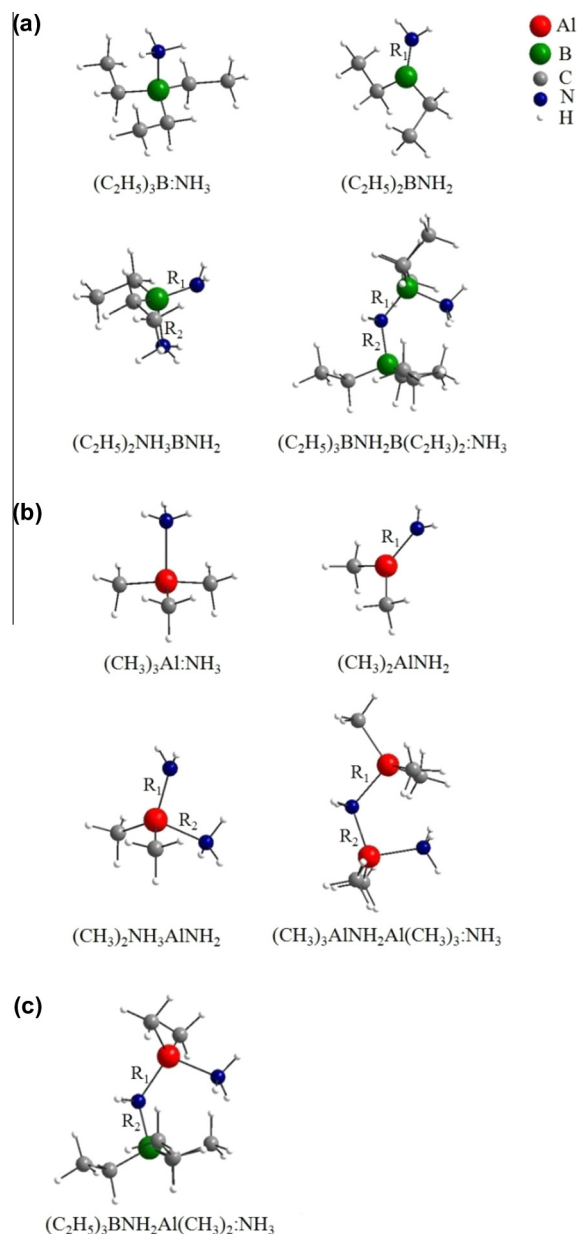 (a)
Al
B
C
N
H
R₁
(C₂H₅)₃B:NH₃
(C₂H₅)₂BNH₂
R₁
R₂
R₁
R₂
(C₂H₅)₂NH₃BNH₂
(C₂H₅)₃BNH₂B(C₂H₃)₂:NH₃
(b)
R₁
(CH₃)₃Al:NH₃
(CH₃)₂AlNH₂
R₁
R₂
R₁
R₂
(CH₃)₂NH₃AlNH₂
(CH₃)₃AlNH₂Al(CH₃)₃:NH₃
(c)
R₁
R₂
(C₂H₅)₃BNH₂Al(CH₃)₂:NH₃